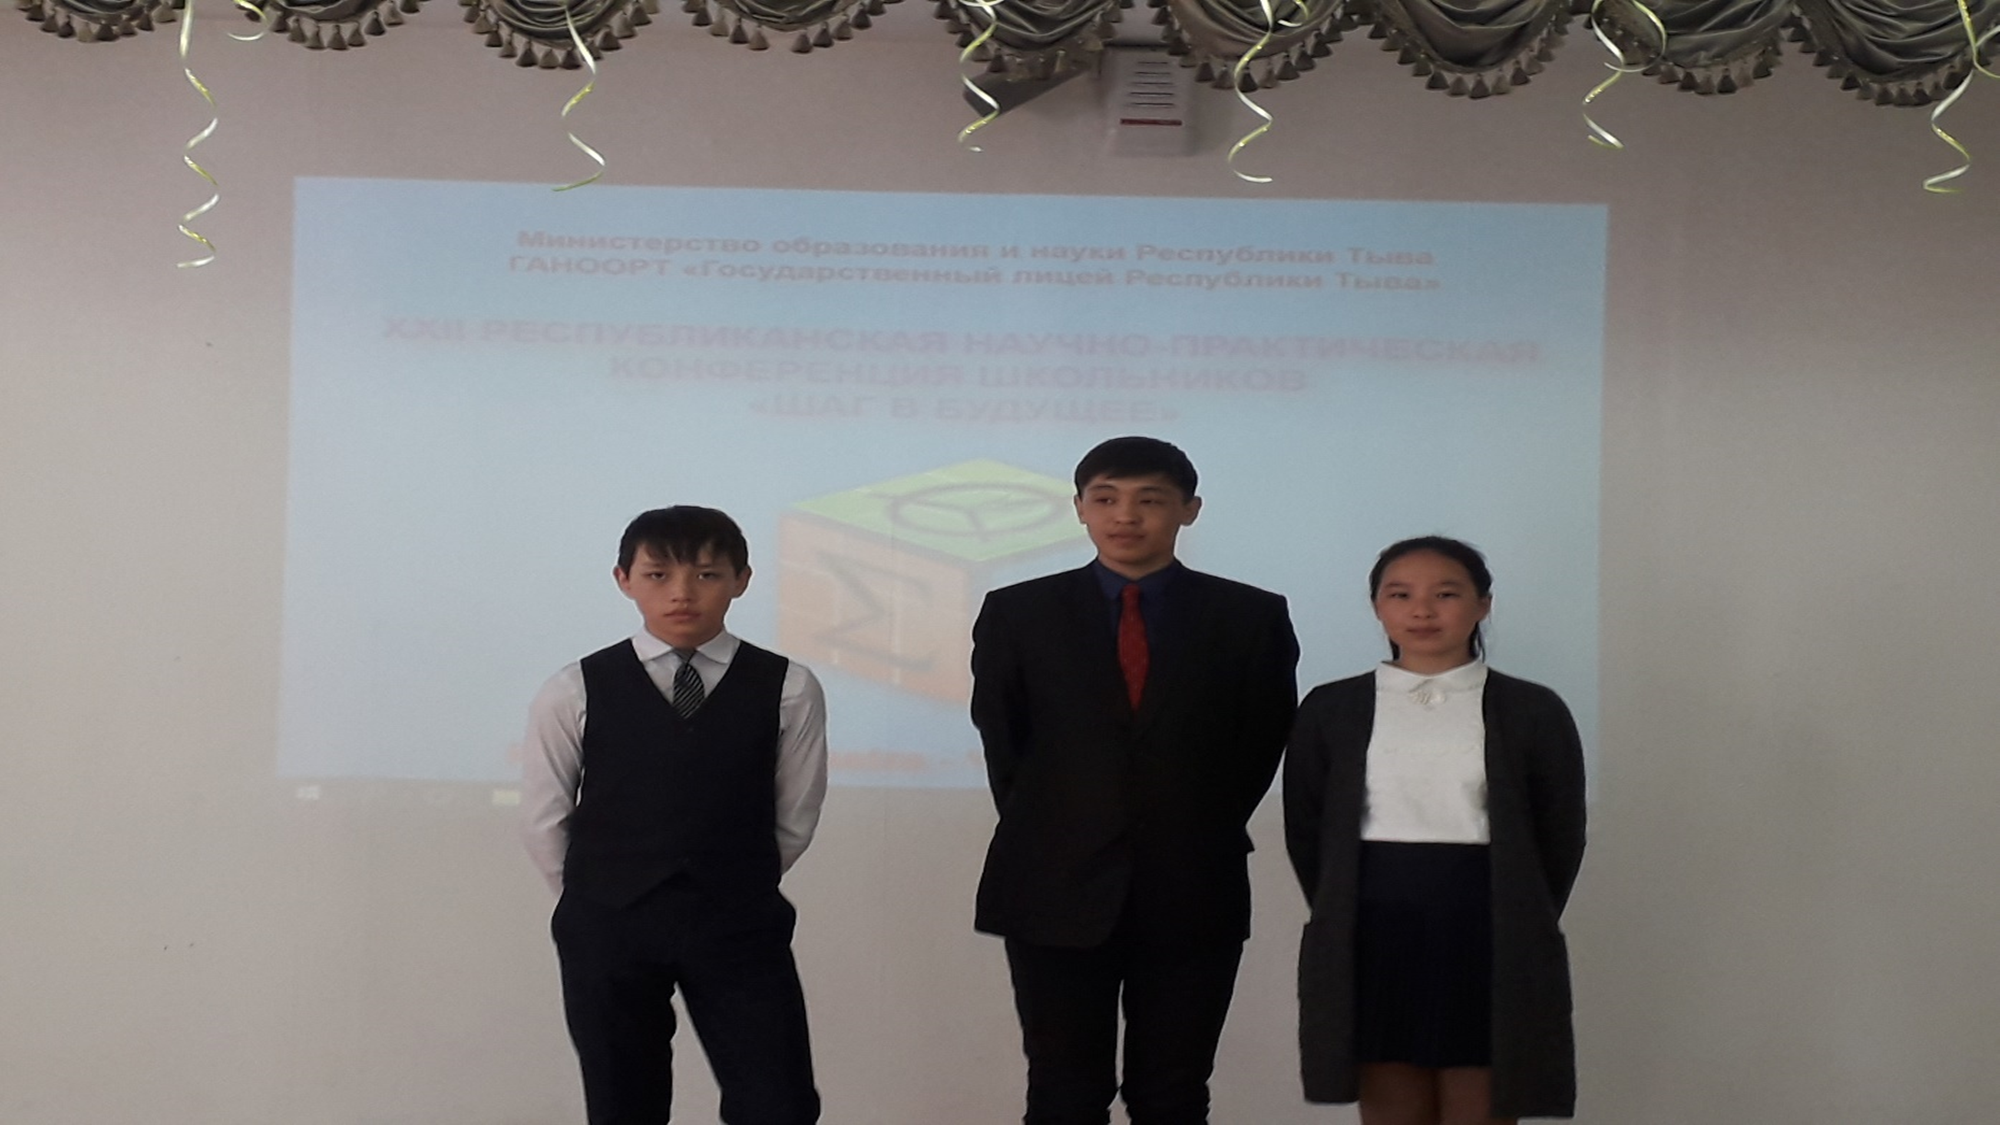 Министерство образования и науки Республики Тыва
ГАНООРТ «Государственный лицей Республики Тыва»
XXII РЕСПУБЛИКАНСКАЯ НАУЧНО-ПРАКТИЧЕСКАЯ
КОНФЕРЕНЦИЯ ШКОЛЬНИКОВ
«ШАГ В БУДУЩЕЕ»
Σ